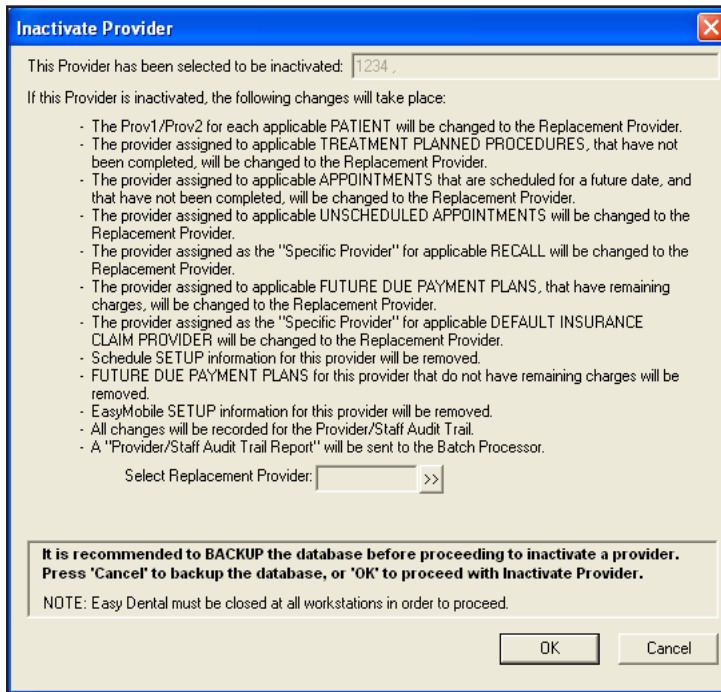 Inactivate Provider
This Provider has been selected to be inactivated: 1234 ,
If this Provider is inactivated, the following changes will take place:
- The Prov1/Prov2 for each applicable PATIENT will be changed to the Replacement Provider.
- The provider assigned to applicable TREATMENT PLANNED PROCEDURES, that have not
been completed, will be changed to the Replacement Provider.
- The provider assigned to applicable APPOINTMENTS that are scheduled for a future date, and
that have not been completed, will be changed to the Replacement Provider.
- The provider assigned to applicable UNSCHEDULED APPOINTMENTS will be changed to the
Replacement Provider.
- The provider assigned as the "Specific Provider" for applicable RECALL will be changed to the
Replacement Provider.
- The provider assigned to applicable FUTURE DUE PAYMENT PLANS, that have remaining
charges, will be changed to the Replacement Provider.
- The provider assigned as the "Specific Provider" for applicable DEFAULT INSURANCE
CLAIM PROVIDER will be changed to the Replacement Provider.
- Schedule SETUP information for this provider will be removed.
- FUTURE DUE PAYMENT PLANS for this provider that do not have remaining charges will be
removed.
- EasyMobile SETUP information for this provider will be removed.
- All changes will be recorded for the Provider/Staff Audit Trail.
- A "Provider/Staff Audit Trail Report" will be sent to the Batch Processor.
Select Replacement Provider: >>
It is recommended to BACKUP the database before proceeding to inactivate a provider.
Press 'Cancel' to backup the database, or 'OK' to proceed with Inactivate Provider.
NOTE: Easy Dental must be closed at all workstations in order to proceed.
OK Cancel